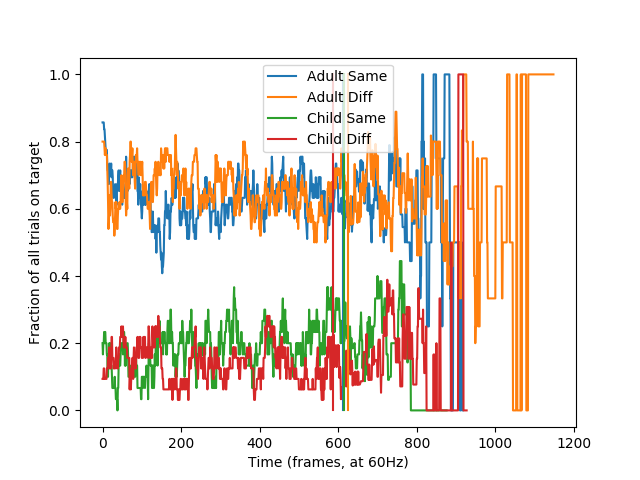 Adult Same
Adult Diff
Child Same
Child Diff
1.0
0.8
0.6
0.4
0.2
0.0
Fraction of all trials on target
0
200
400
600
800
1000
1200
Time (frames, at 60Hz)